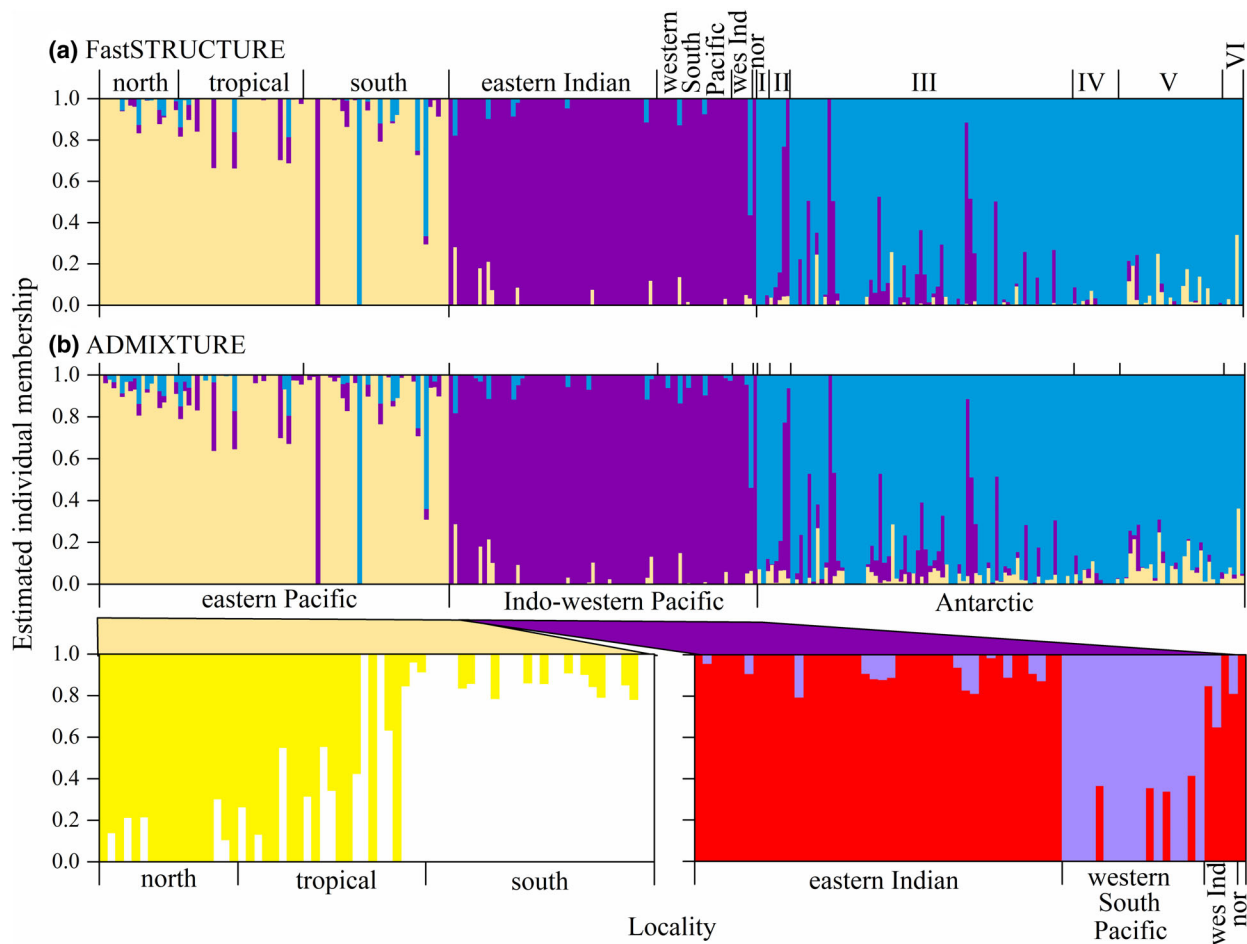 (a) FastSTRUCTURE
north
tropical
south
eastern Indian
western
South
Pacific
wes Ind
nor
I
II
III
IV
V
VI
1.0
0.8
0.6
0.4
0.2
0.0
(b) ADMIXTURE
1.0
0.8
0.6
0.4
0.2
0.0
Estimated individual membership
eastern Pacific
Indo-western Pacific
Antarctic
1.0
0.8
0.6
0.4
0.2
0.0
north
tropical
south
eastern Indian
western
South
Pacific
wes Ind
nor
Locality